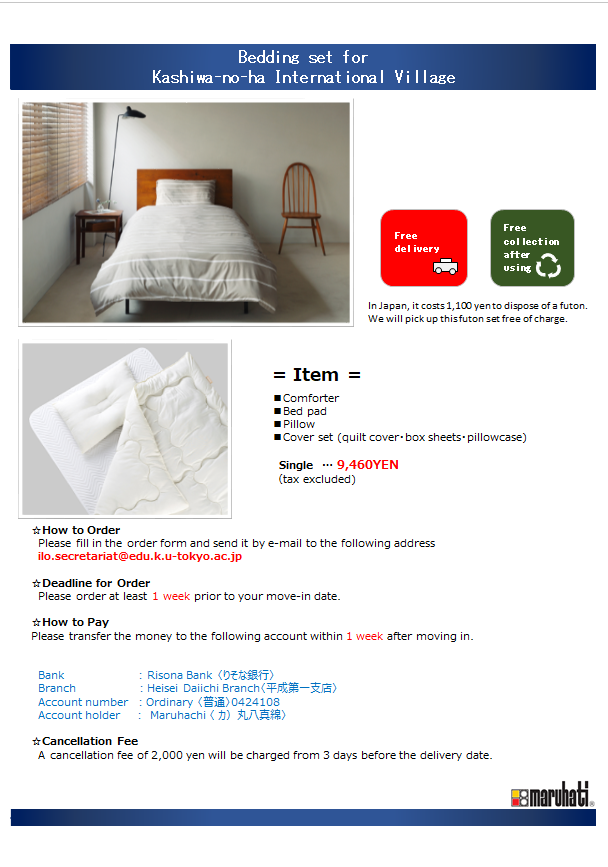 Bedding set for
Kashiwa-no-ha International Village
Free
delivery
Free
collection
after
using
In Japan, it costs 1,100 yen to dispose of a futon.
We will pick up this futon set free of charge.
= Item =
■Comforter
■Bed pad
■Pillow
■Cover set (quilt cover・box sheets・pillowcase)
Single … 9,460YEN
(tax excluded)
☆How to Order
Please fill in the order form and send it by e-mail to the following address
ilo.secretariat@edu.k.u-tokyo.ac.jp
☆Deadline for Order
Please order at least 1 week prior to your move-in date.
☆How to Pay
Please transfer the money to the following account within 1 week after moving in.
Bank : Risona Bank（りそな銀行）
Branch : Heisei Daiichi Branch（平成第一支店）
Account number : Ordinary（普通）0424108
Account holder : Maruhachi（カ）丸八真綿）
☆Cancellation Fee
A cancellation fee of 2,000 yen will be charged from 3 days before the delivery date.
maruhati®